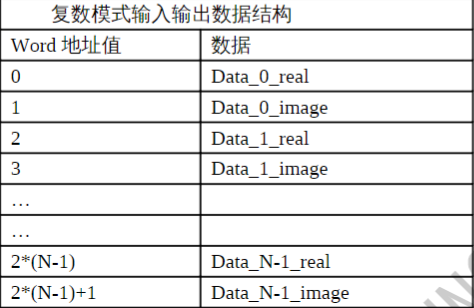 复数模式输入输出数据结构
Word 地址值 数据
0 Data_0_real
1 Data_0_image
2 Data_1_real
3 Data_1_image
…
…
2*(N-1) Data_N-1_real
2*(N-1)+1 Data_N-1_image